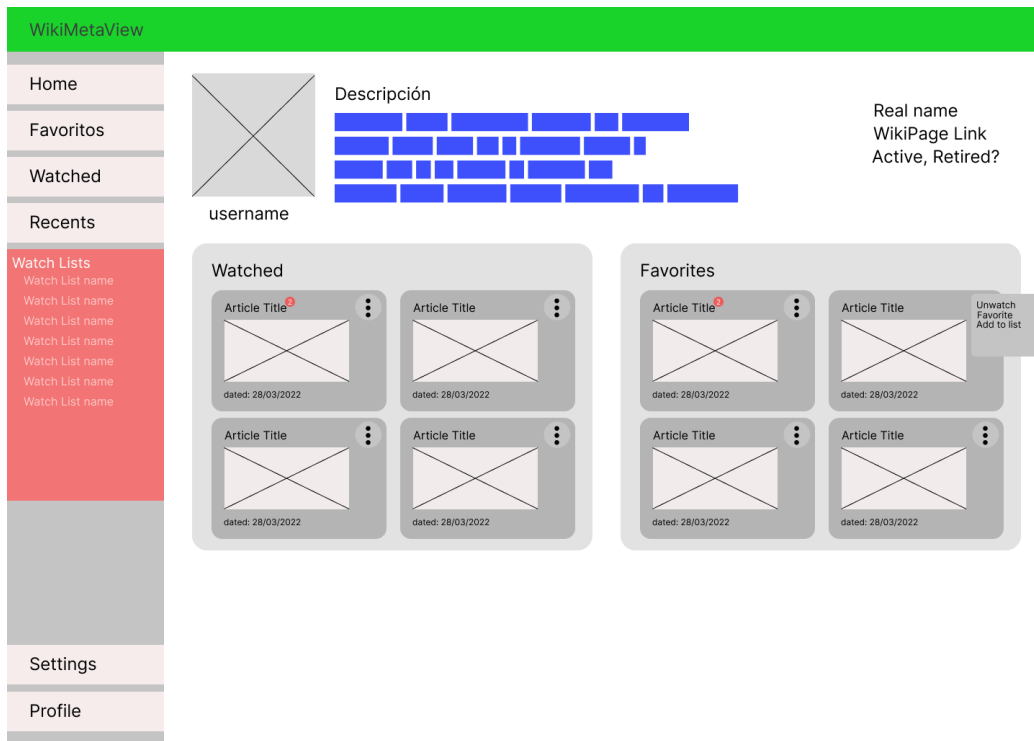 WikiMetaView
Home
Favoritos
Watched
Recents
Watch Lists
Watch List name
Watch List name
Watch List name
Watch List name
Watch List name
Watch List name
Watch List name
Settings
Profile
username
Descripción
Real name
WikiPage Link
Active, Retired?
Watched
Article Title 2
dated: 28/03/2022
Article Title
dated: 28/03/2022
Article Title
dated: 28/03/2022
Article Title
dated: 28/03/2022
Favorites
Article Title 2
dated: 28/03/2022
Article Title
dated: 28/03/2022
Unwatch
Favorite
Add to list
Article Title
dated: 28/03/2022
Article Title
dated: 28/03/2022